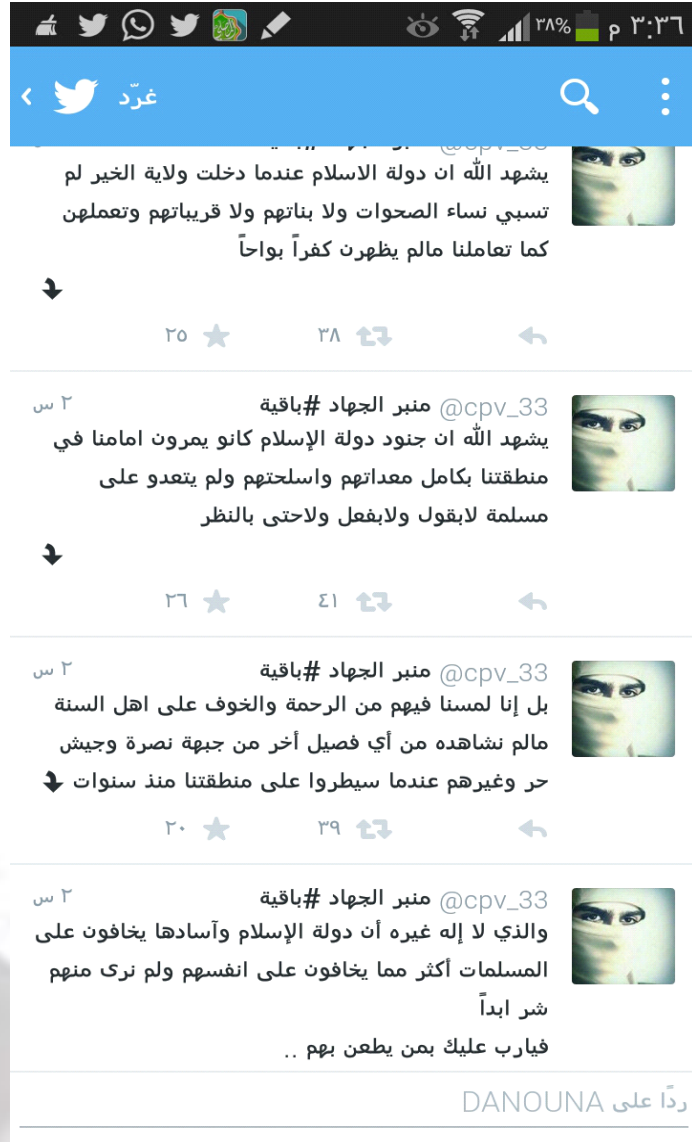 ٣:٣٦ م ٣٨%
غرّد
يشهد الله ان دولة الاسلام عندما دخلت ولاية الخير لم
تسبي نساء الصحوات ولا بناتهم ولا قريباتهم وتعملهن
كما تعاملنا مالم يظهرن كفراً بواحاً
٣٨ ٢٥
@cpv_33 منبر الجهاد #باقية ٢ س
يشهد الله ان جنود دولة الإسلام كانو يمرون امامنا في
منطقتنا بكامل معداتهم واسلحتهم ولم يتعدو على
مسلمة لابقول ولابفعل ولاحتى بالنظر
٤١ ٢٦
@cpv_33 منبر الجهاد #باقية ٢ س
بل إنا لمسنا فيهم من الرحمة والخوف على اهل السنة
مالم نشاهده من أي فصيل أخر من جبهة نصرة وجيش
حر وغيرهم عندما سيطروا على منطقتنا منذ سنوات
٣٩ ٢٠
@cpv_33 منبر الجهاد #باقية ٢ س
والذي لا إله غيره أن دولة الإسلام وآسادها يخافون على
المسلمات أكثر مما يخافون على انفسهم ولم نرى منهم
شر ابداً
فيارب عليك بمن يطعن بهم ..
ردًا على DANOUNA